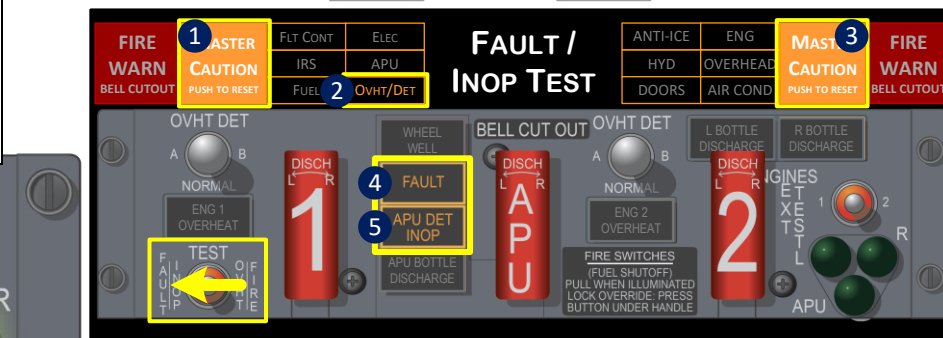 FIRE
WARN
BELL CUTOUT
1
CAUTION
PUSH TO RESET
FLT CONT
ELEC
IRS
APU
FUEL
2
OVHT/DET
FAULT /
INOP TEST
ANTI-ICE
ENG
HYD
OVERHEAD
DOORS
AIR COND
3
CAUTION
PUSH TO RESET
FIRE
WARN
BELL CUTOUT
OVHT DET
A
B
NORMAL
ENG 1
OVERHEAT
TEST
FAULT
INOP
OVHT
FIRE
DISCH
L R
1
WHEEL
WELL
4
FAULT
5
APU DET
INOP
APU BOTTLE
DISCHARGE
BELL CUT OUT
DISCH
L R
APU
OVHT DET
A
B
NORMAL
ENG 2
OVERHEAT
FIRE SWITCHES
(FUEL SHUTOFF)
PULL WHEN ILLUMINATED
LOCK OVERRIDE: PRESS
BUTTON UNDER HANDLE
L BOTTLE
DISCHARGE
R BOTTLE
DISCHARGE
DISCH
L R
2
EXT
TEST
1
2
L
R
APU
R